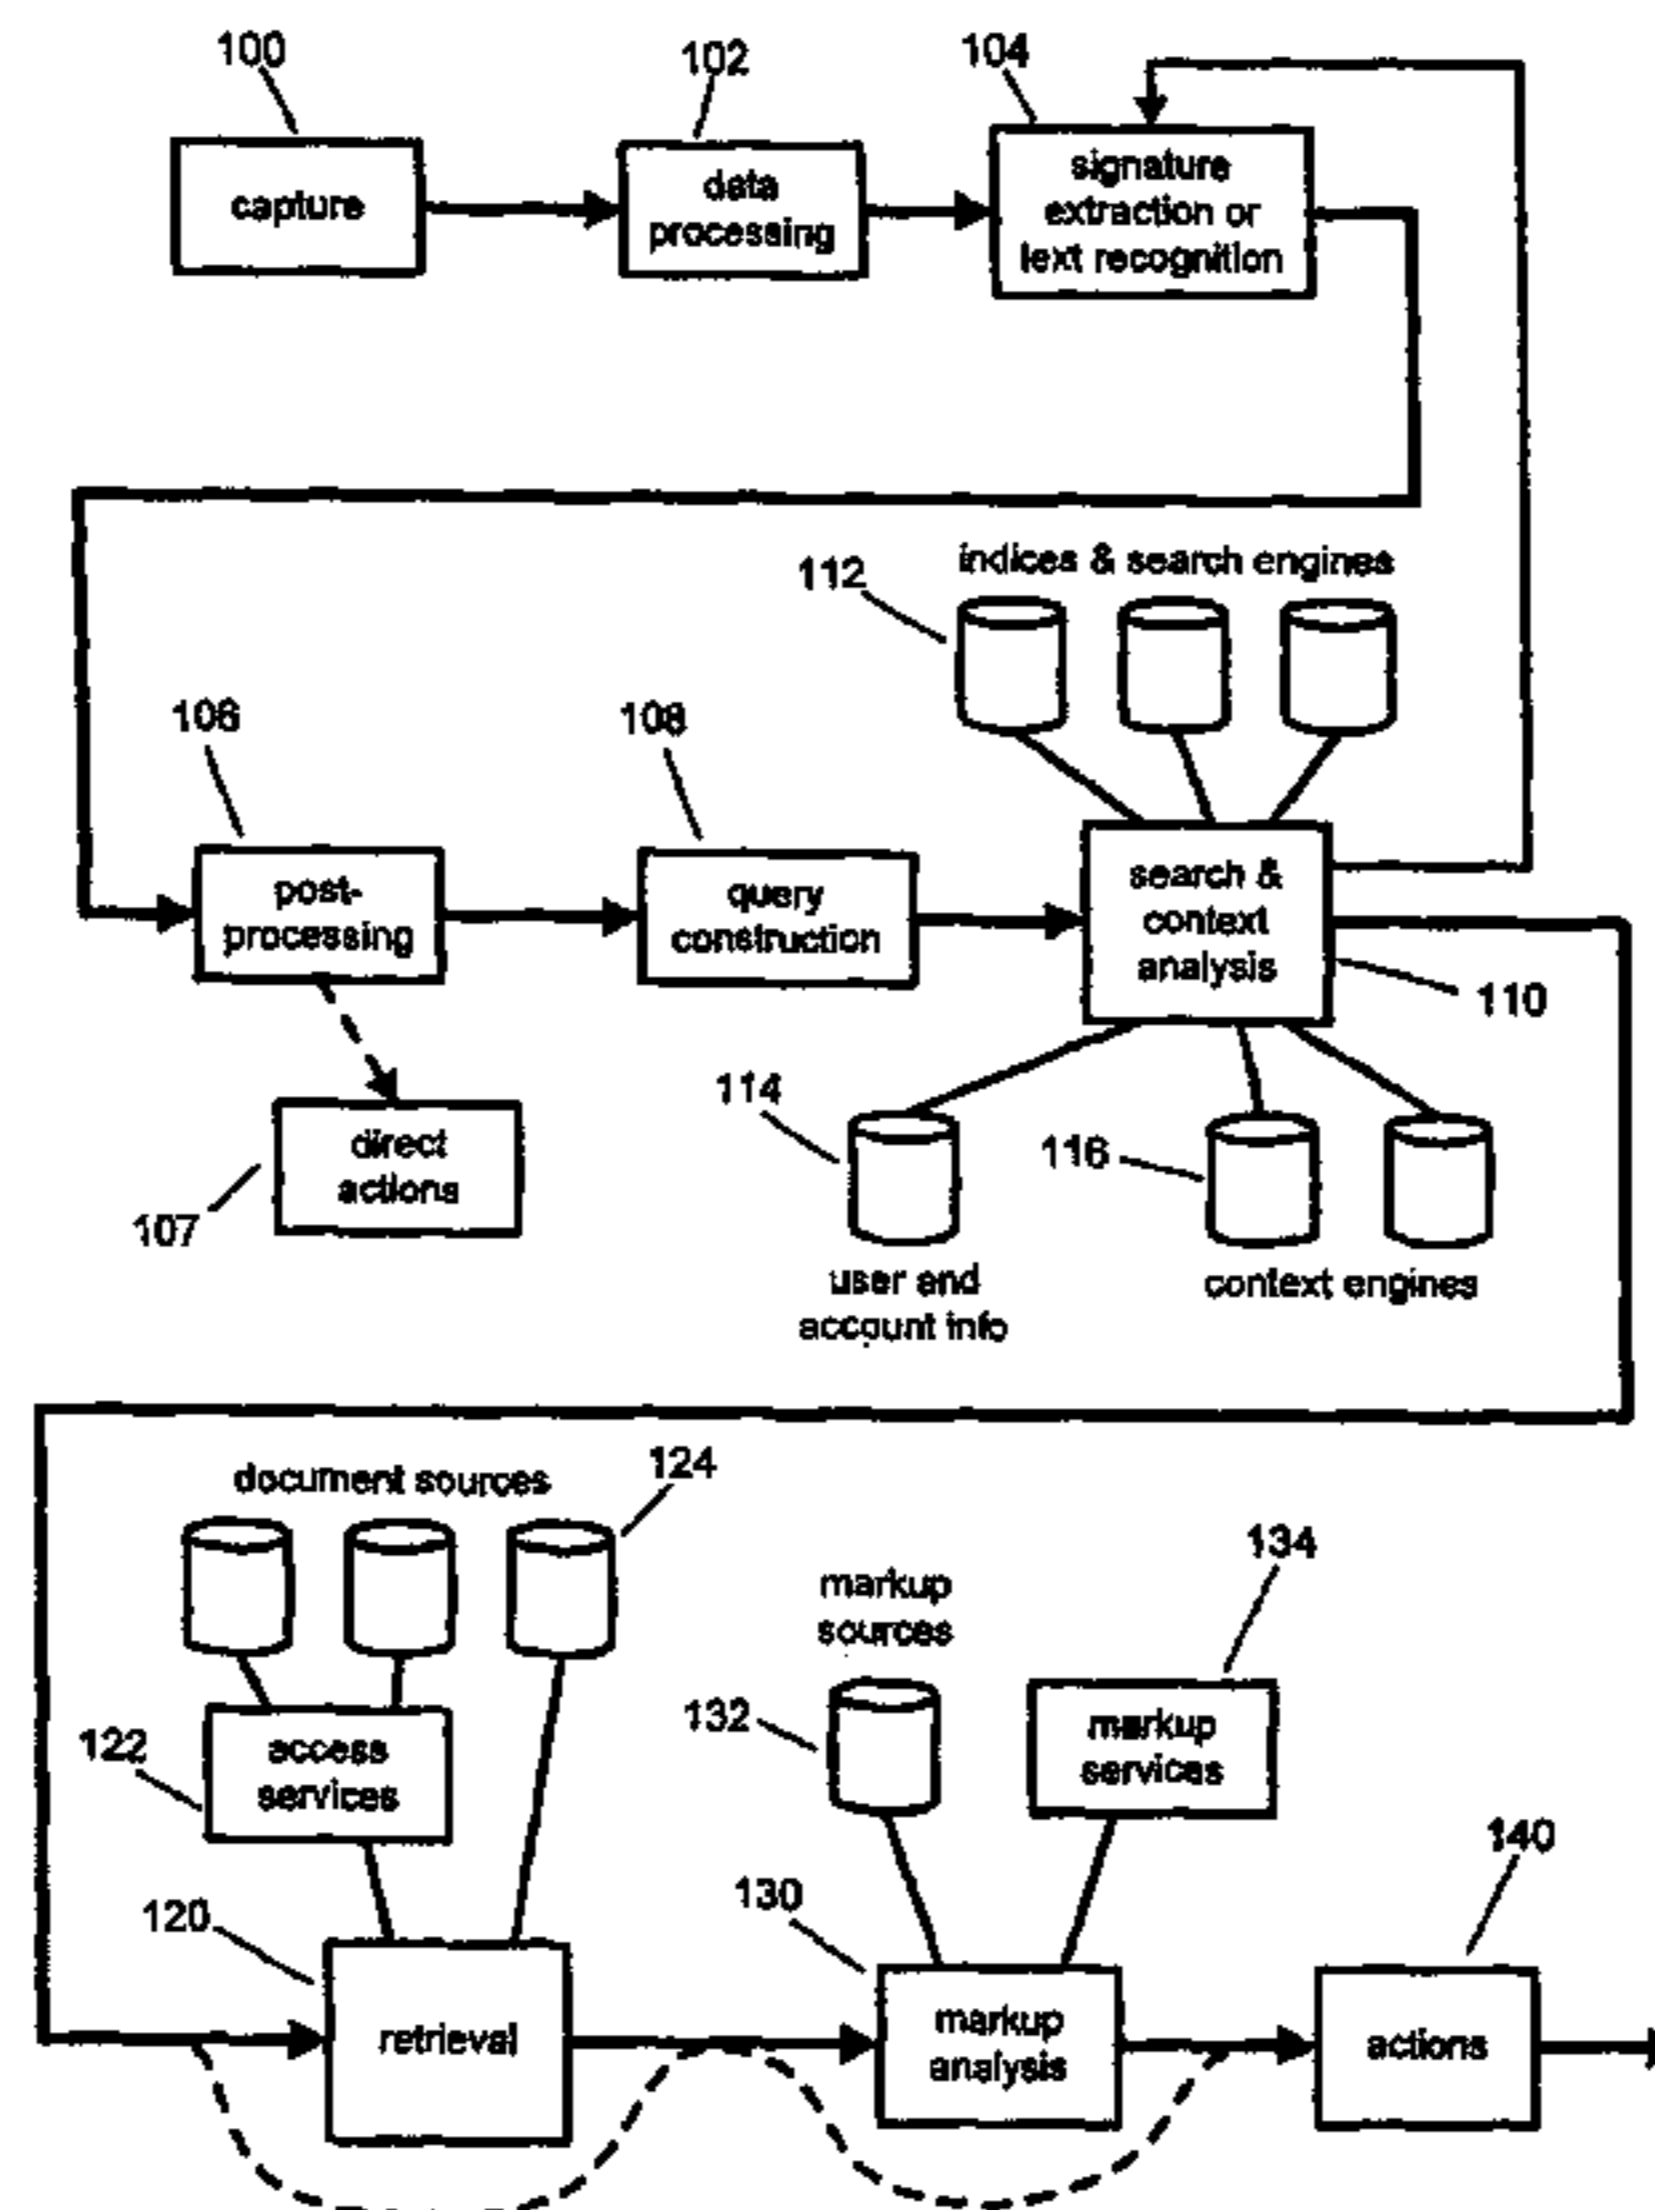 100
102
104
capture
data
processing
signature
extraction or
text recognition
indices & search engines
112
106
108
post-
processing
query
construction
search &
context
analysis
110
114
116
direct
actions
107
user and
account info
context engines
document sources
124
134
markup
sources
132
markup
services
122
access
services
140
130
120
retrieval
markup
analysis
actions